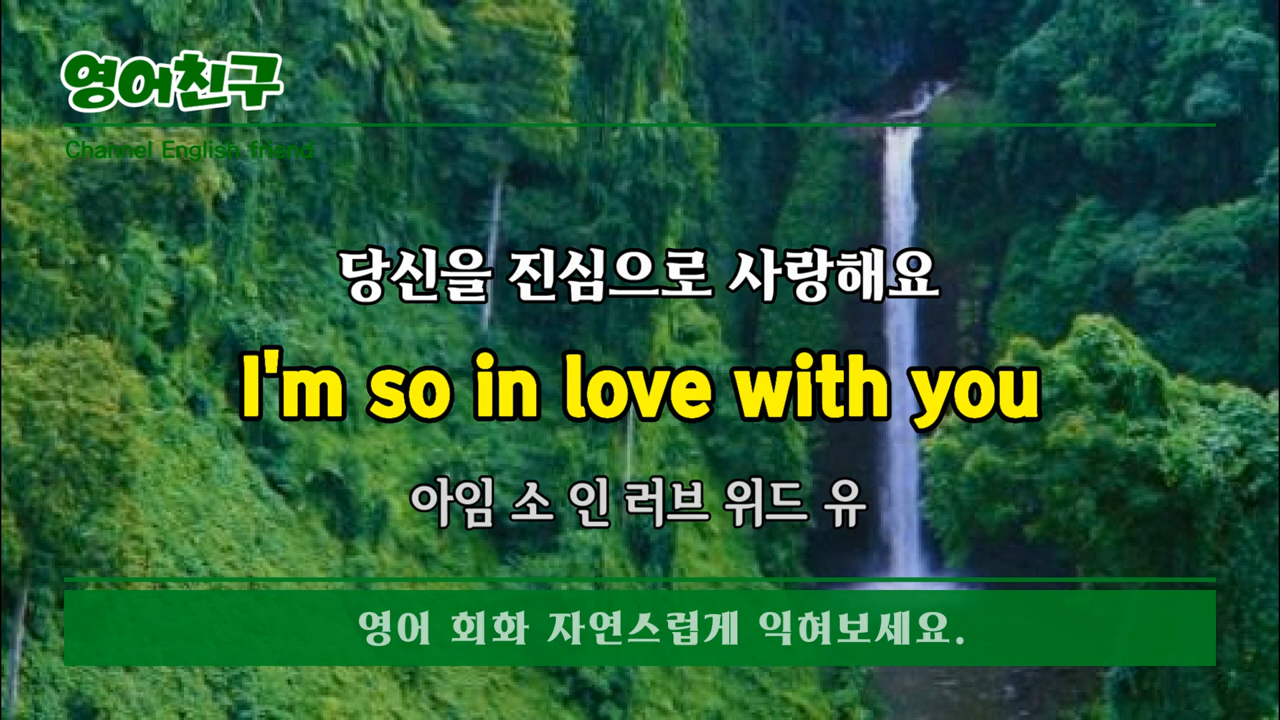 영어친구
Channel English friend
당신을 진심으로 사랑해요
I'm so in love with you
아임 소 인 러브 위드 유
영어 회화 자연스럽게 익혀보세요.